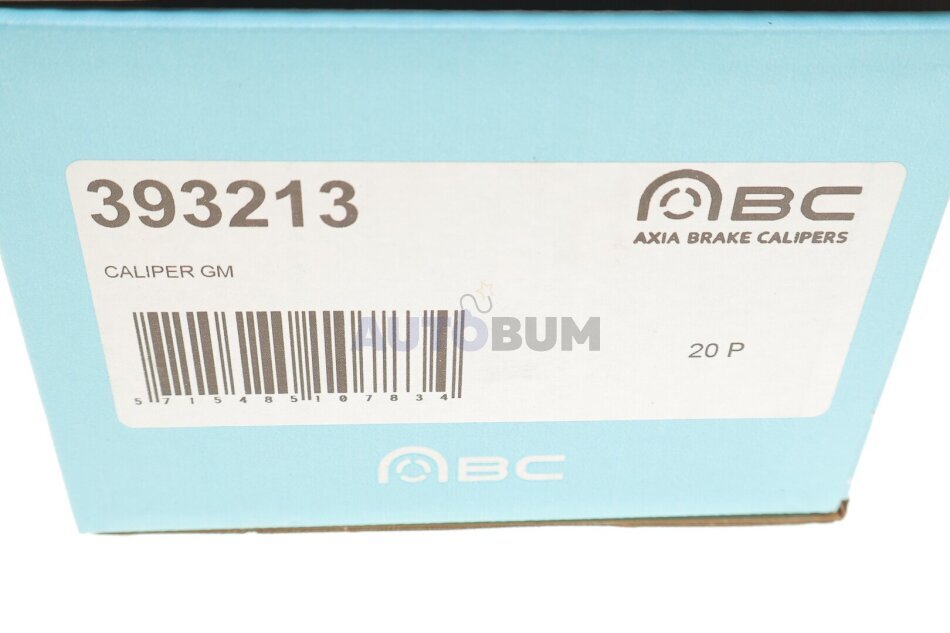 393213
ABC
AXIA BRAKE CALIPERS
CALIPER GM
AUTOBUM
20 P
5715485107834
ABC